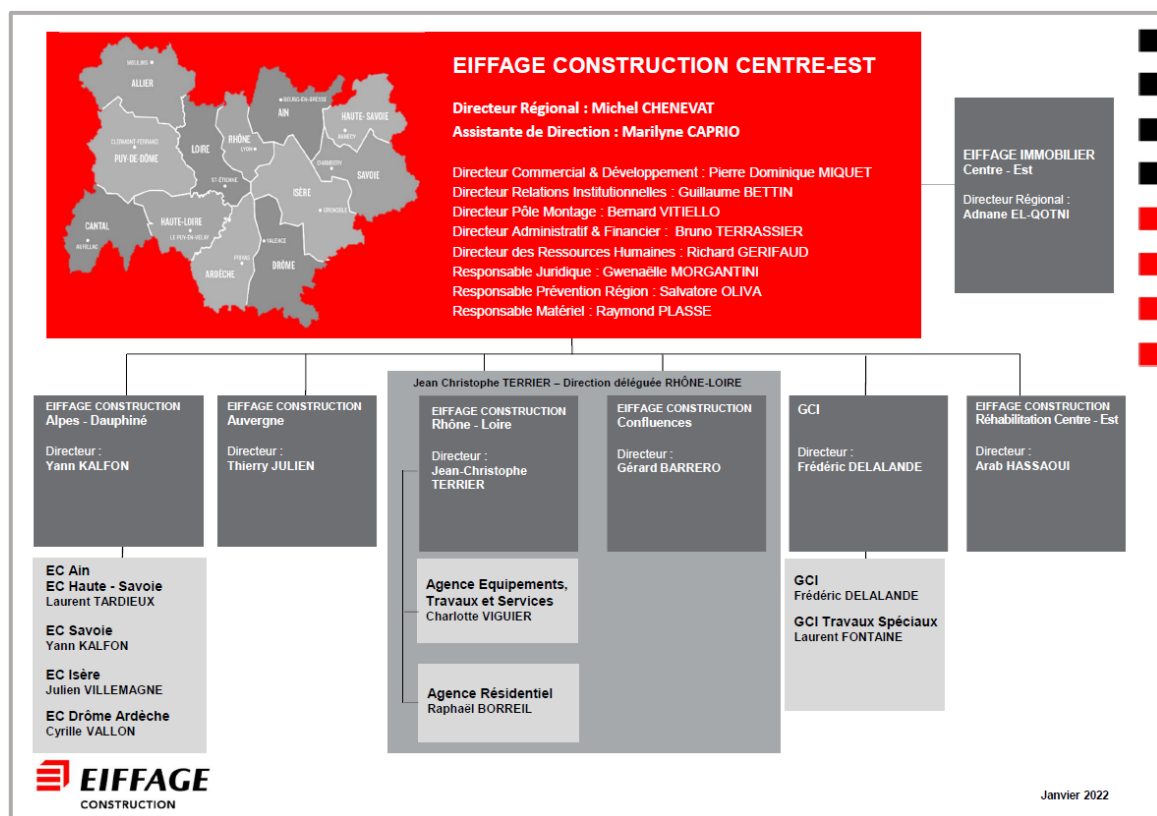 MOULINS
ALLIER
BOURG-EN-BRESSE
AIN
HAUTE- SAVOIE
ANNECY
CLERMONT-FERRAND
PUY-DE-DÔME
LOIRE
RHÔNE
LYON
CHAMBERY
SAVOIE
ST-ÉTIENNE
ISÈRE
GRENOBLE
CANTAL
AURILLAC
HAUTE-LOIRE
LE PUY-EN-VELAY
VALENCE
PRIVAS
ARDÈCHE
DRÔME
EIFFAGE CONSTRUCTION CENTRE-EST
Directeur Régional : Michel CHENEVAT
Assistante de Direction : Marilyne CAPRIO
Directeur Commercial & Développement : Pierre Dominique MIQUET
Directeur Relations Institutionnelles : Guillaume BETTIN
Directeur Pôle Montage : Bernard VITIELLO
Directeur Administratif & Financier : Bruno TERRASSIER
Directeur des Ressources Humaines : Richard GERIFAUD
Responsable Juridique : Gwenaëlle MORGANTINI
Responsable Prévention Région : Salvatore OLIVA
Responsable Matériel : Raymond PLASSE
EIFFAGE IMMOBILIER
Centre - Est
Directeur Régional :
Adnane EL-QOTNI
Jean Christophe TERRIER – Direction déléguée RHÔNE-LOIRE
EIFFAGE CONSTRUCTION
Alpes - Dauphiné
Directeur :
Yann KALFON
EIFFAGE CONSTRUCTION
Auvergne
Directeur :
Thierry JULIEN
EIFFAGE CONSTRUCTION
Rhône - Loire
Directeur :
Jean-Christophe
TERRIER
EIFFAGE CONSTRUCTION
Confluences
Directeur :
Gérard BARRERO
GCI
Directeur :
Frédéric DELALANDE
EIFFAGE CONSTRUCTION
Réhabilitation Centre - Est
Directeur :
Arab HASSAOUI
EC Ain
EC Haute - Savoie
Laurent TARDIEUX
EC Savoie
Yann KALFON
EC Isère
Julien VILLEMAGNE
EC Drôme Ardèche
Cyrille VALLON
Agence Equipements,
Travaux et Services
Charlotte VIGUIER
Agence Résidentiel
Raphaël BORREIL
GCI
Frédéric DELALANDE
GCI Travaux Spéciaux
Laurent FONTAINE
EIFFAGE
CONSTRUCTION
Janvier 2022